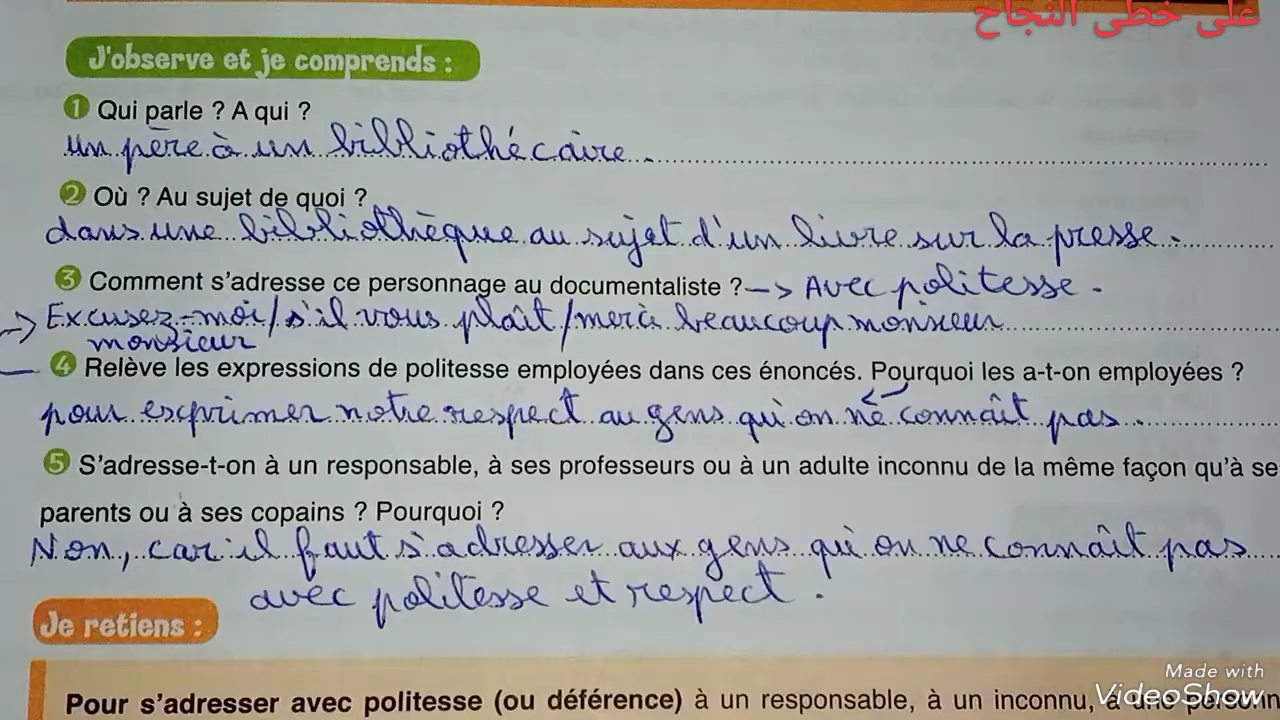 على خطى النجاح
J'observe et je comprends :
1 Qui parle ? A qui ?
un père à un bibliothécaire.
2 Où ? Au sujet de quoi ?
dans une bibliothèque au sujet d'un livre sur la presse.
3 Comment s'adresse ce personnage au documentaliste ? -> Avec politesse.
-> Excusez-moi / s'il vous plaît / merci beaucoup monsieur
monsieur
4 Relève les expressions de politesse employées dans ces énoncés. Pourquoi les a-t-on employées ?
pour exprimer notre respect au gens qu'on ne connaît pas.
5 S'adresse-t-on à un responsable, à ses professeurs ou à un adulte inconnu de la même façon qu'à se
parents ou à ses copains ? Pourquoi ?
Non, car il faut s'adresser aux gens qu'on ne connaît pas
avec politesse et respect.
Je retiens :
Pour s'adresser avec politesse (ou déférence) à un responsable, à un inconnu, à une personn
Made with
VideoShow